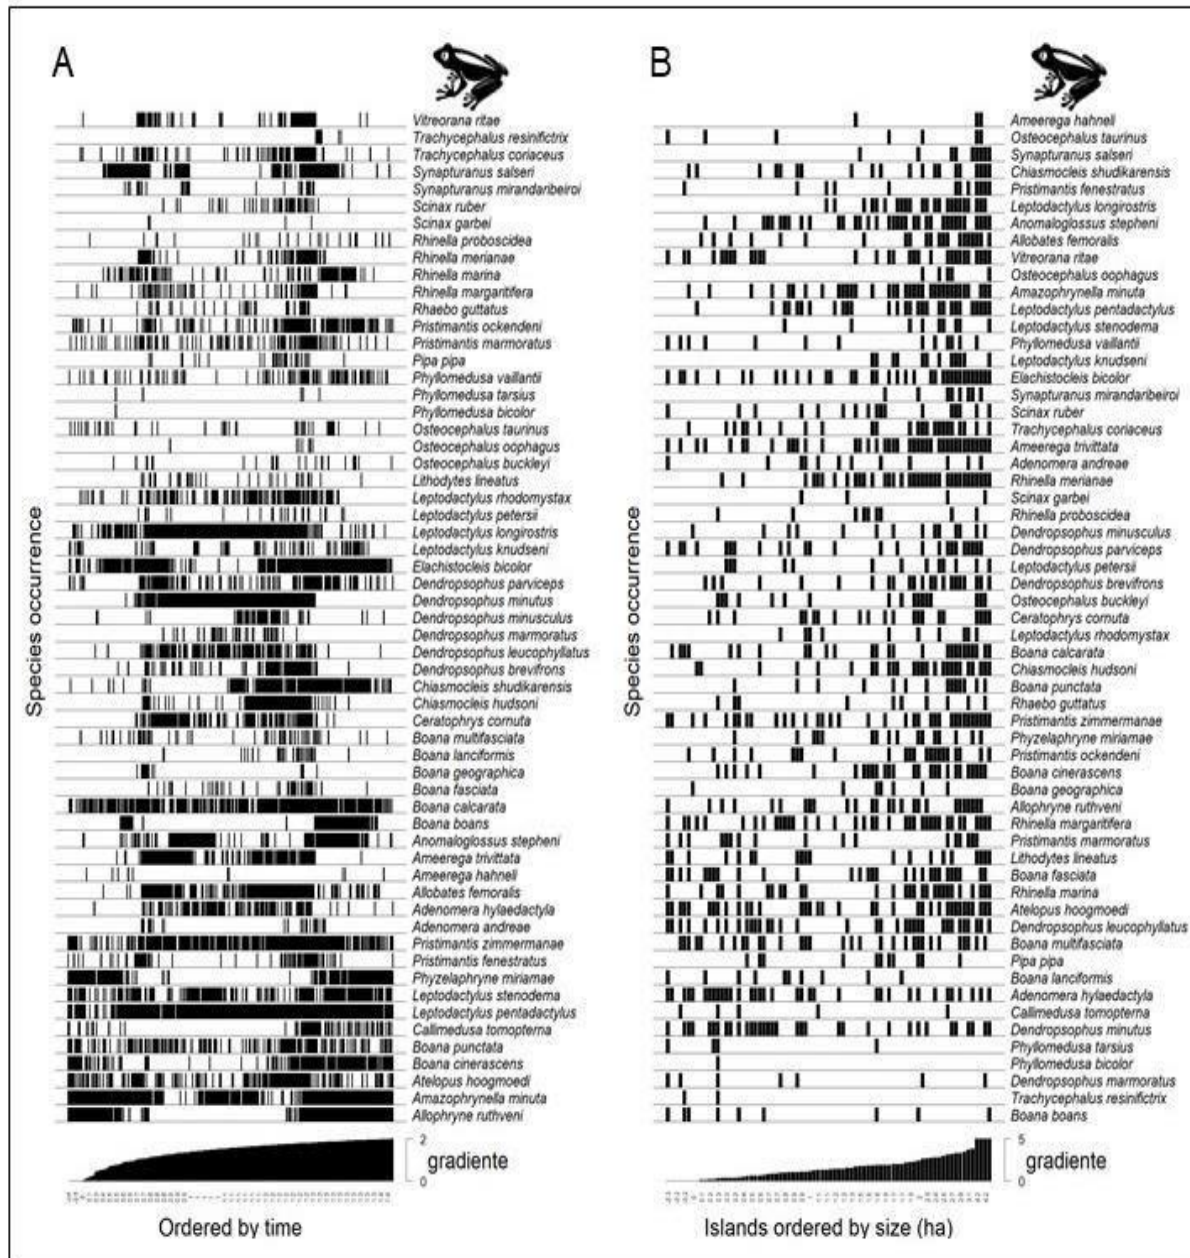 A
Vitreorana ritae
Trachycephalus resinifictrix
Trachycephalus coriaceus
Synapturanus salseri
Synapturanus mirandaribeiroi
Scinax ruber
Scinax garbei
Rhinella proboscidea
Rhinella merianae
Rhinella marina
Rhinella margaritifera
Rhaebo guttatus
Pristimantis ockendeni
Pristimantis marmoratus
Pipa pipa
Phyllomedusa vaillantii
Phyllomedusa tarsius
Phyllomedusa bicolor
Osteocephalus taurinus
Osteocephalus oophagus
Osteocephalus buckleyi
Lithodytes lineatus
Leptodactylus rhodomystax
Leptodactylus petersii
Leptodactylus longirostris
Leptodactylus knudseni
Elachistocleis bicolor
Dendropsophus parviceps
Dendropsophus minutus
Dendropsophus minusculus
Dendropsophus marmoratus
Dendropsophus leucophyllatus
Dendropsophus brevifrons
Chiasmocleis shudikarensis
Chiasmocleis hudsoni
Ceratophrys cornuta
Boana multifasciata
Boana lanciformis
Boana geographica
Boana fasciata
Boana calcarata
Boana boans
Anomaloglossus stepheni
Ameerega trivittata
Ameerega hahneli
Allobates femoralis
Adenomera hylaedactyla
Adenomera andreae
Pristimantis zimmermanae
Pristimantis fenestratus
Phyzelaphryne miriamae
Leptodactylus stenodema
Leptodactylus pentadactylus
Callimedusa tomopterna
Boana punctata
Boana cinerascens
Atelopus hoogmoedi
Amazophrynella minuta
Allophryne ruthveni
Species occurrence
2
gradiente
0
Ordered by time
B
Ameerega hahneli
Osteocephalus taurinus
Synapturanus salseri
Chiasmocleis shudikarensis
Pristimantis fenestratus
Leptodactylus longirostris
Anomaloglossus stepheni
Allobates femoralis
Vitreorana ritae
Osteocephalus oophagus
Amazophrynella minuta
Leptodactylus pentadactylus
Leptodactylus stenodema
Phyllomedusa vaillantii
Leptodactylus knudseni
Elachistocleis bicolor
Synapturanus mirandaribeiroi
Scinax ruber
Trachycephalus coriaceus
Ameerega trivittata
Adenomera andreae
Rhinella merianae
Scinax garbei
Rhinella proboscidea
Dendropsophus minusculus
Dendropsophus parviceps
Leptodactylus petersii
Dendropsophus brevifrons
Osteocephalus buckleyi
Ceratophrys cornuta
Leptodactylus rhodomystax
Boana calcarata
Chiasmocleis hudsoni
Boana punctata
Rhaebo guttatus
Pristimantis zimmermanae
Phyzelaphryne miriamae
Pristimantis ockendeni
Boana cinerascens
Boana geographica
Allophryne ruthveni
Rhinella margaritifera
Pristimantis marmoratus
Lithodytes lineatus
Boana fasciata
Rhinella marina
Atelopus hoogmoedi
Dendropsophus leucophyllatus
Boana multifasciata
Pipa pipa
Boana lanciformis
Adenomera hylaedactyla
Callimedusa tomopterna
Dendropsophus minutus
Phyllomedusa tarsius
Phyllomedusa bicolor
Dendropsophus marmoratus
Trachycephalus resinifictrix
Boana boans
Species occurrence
5
gradiente
0
Islands ordered by size (ha)